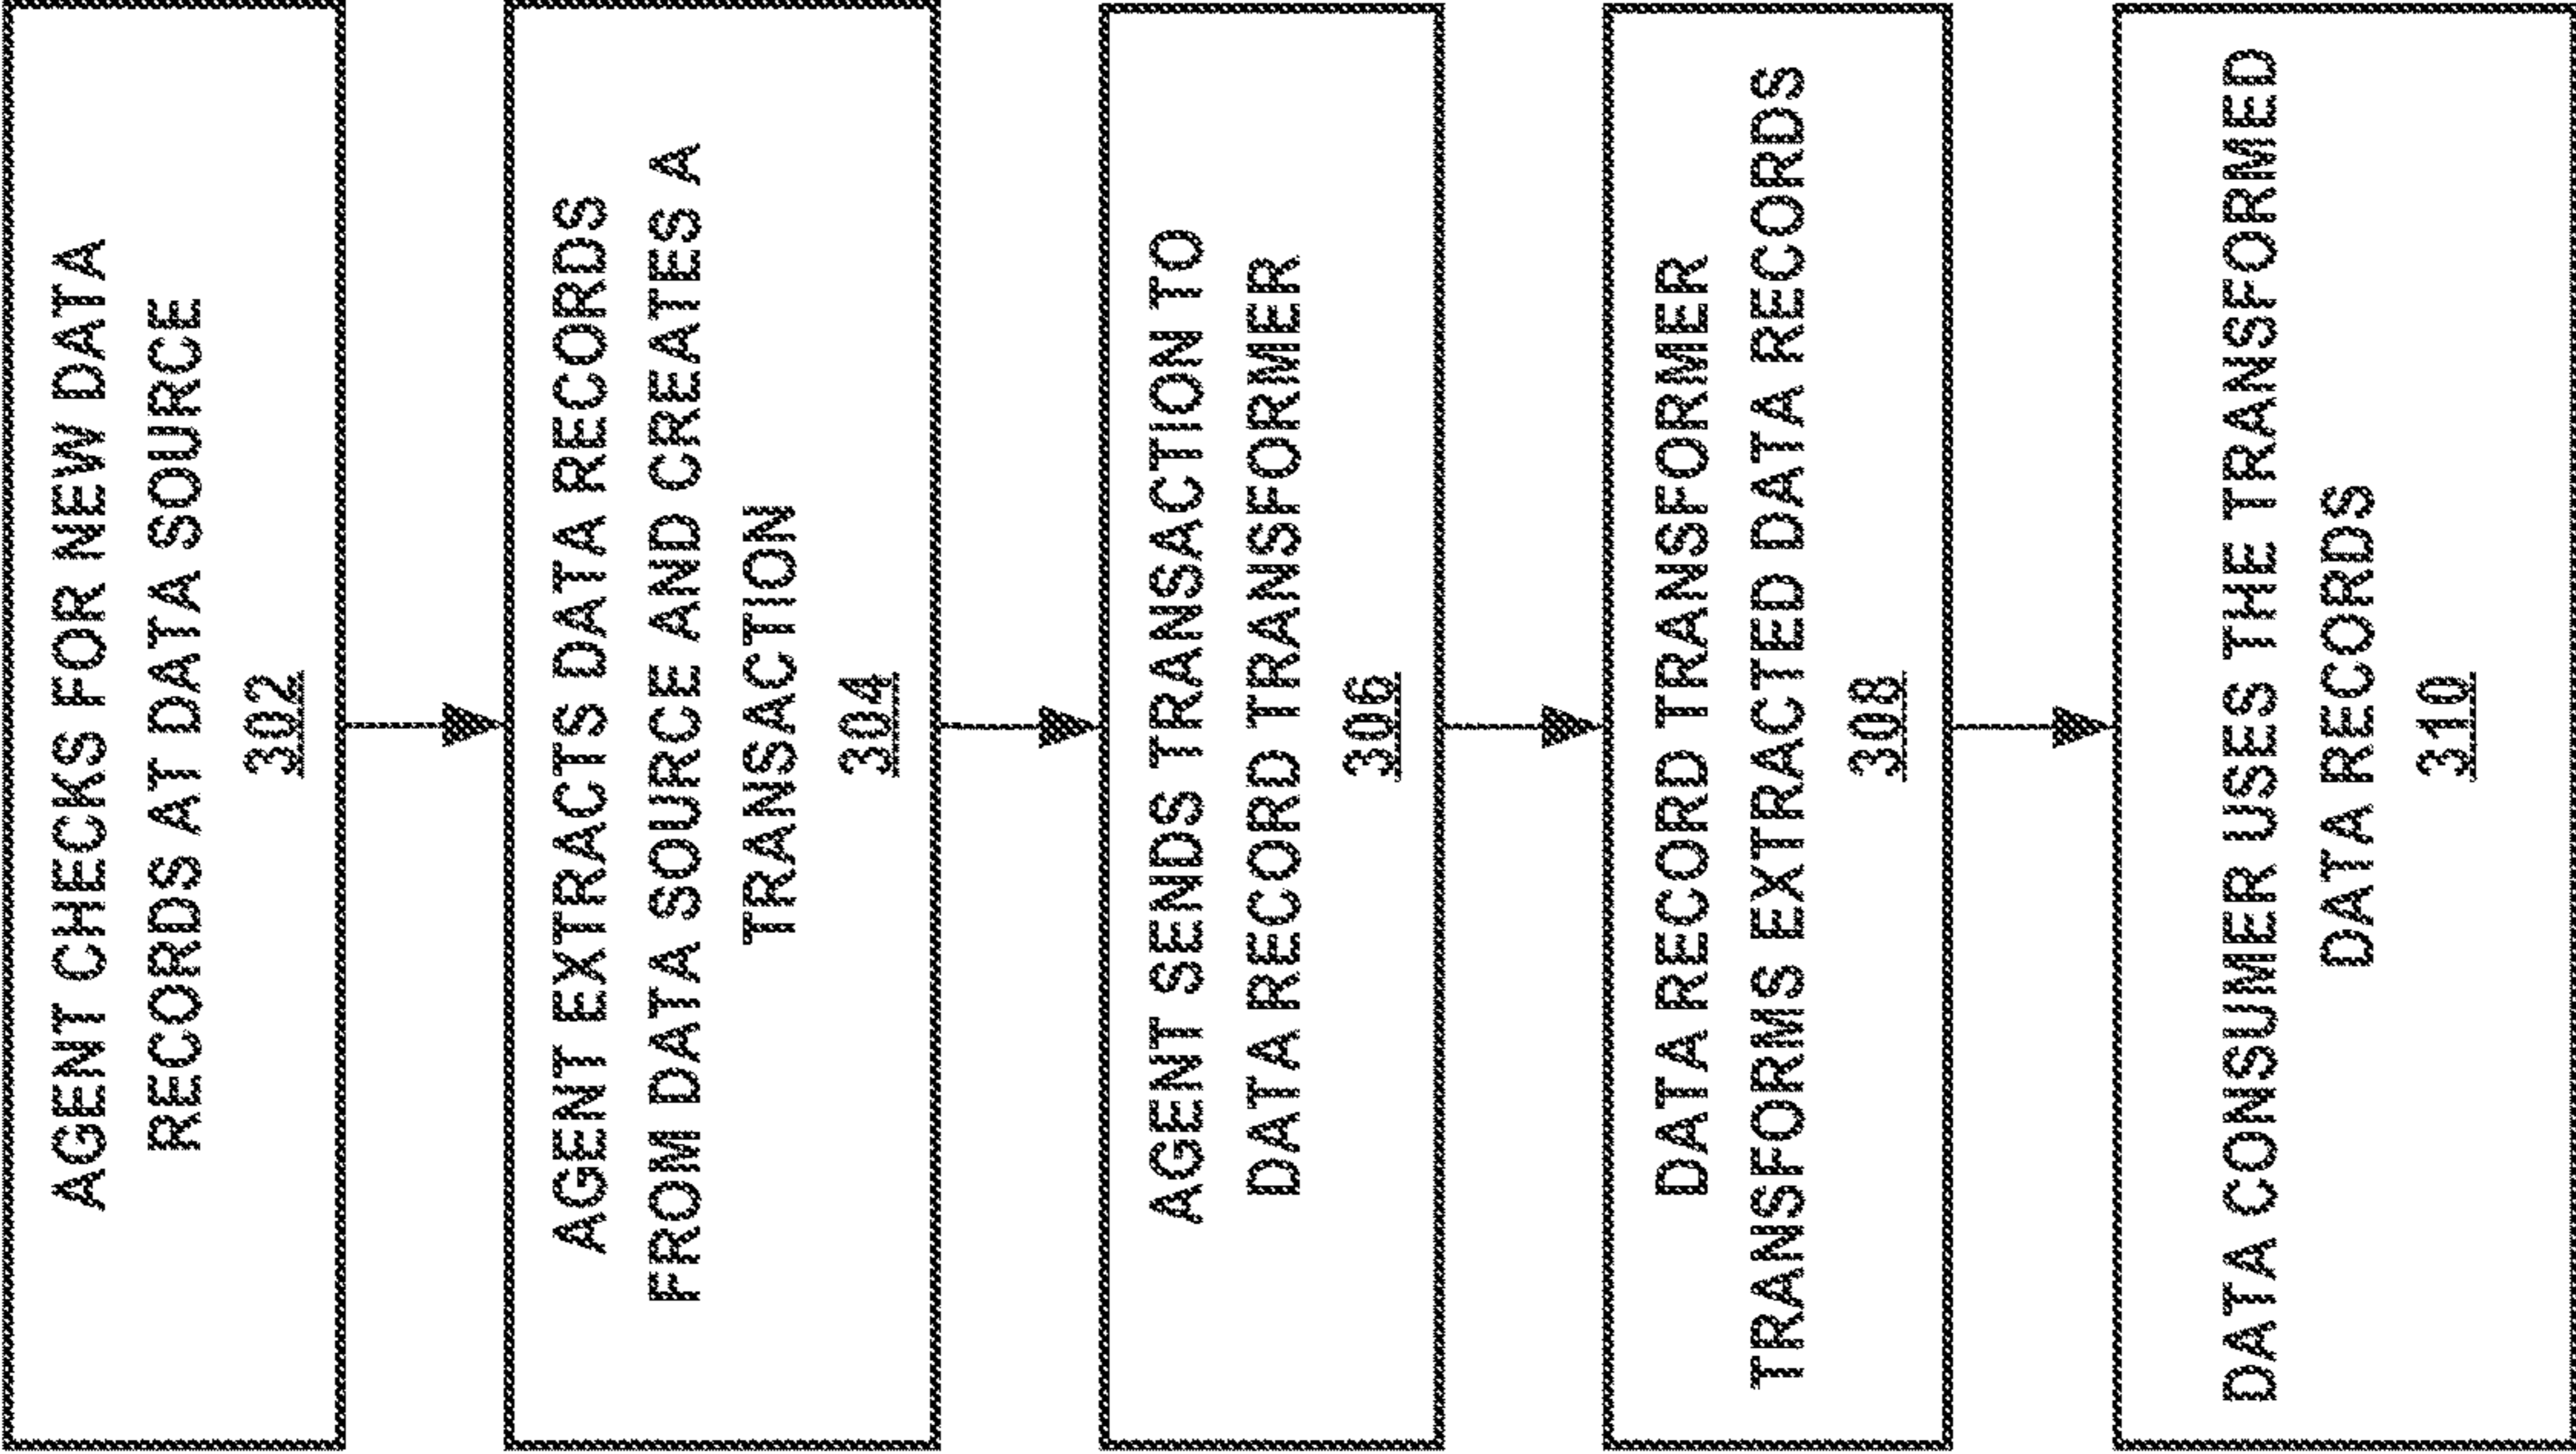 AGENT CHECKS FOR NEW DATA
RECORDS AT DATA SOURCE
302
AGENT EXTRACTS DATA RECORDS
FROM DATA SOURCE AND CREATES A
TRANSACTION
304
AGENT SENDS TRANSACTION TO
DATA RECORD TRANSFORMER
306
DATA RECORD TRANSFORMER
TRANSFORMS EXTRACTED DATA RECORDS
308
DATA CONSUMER USES THE TRANSFORMED
DATA RECORDS
310